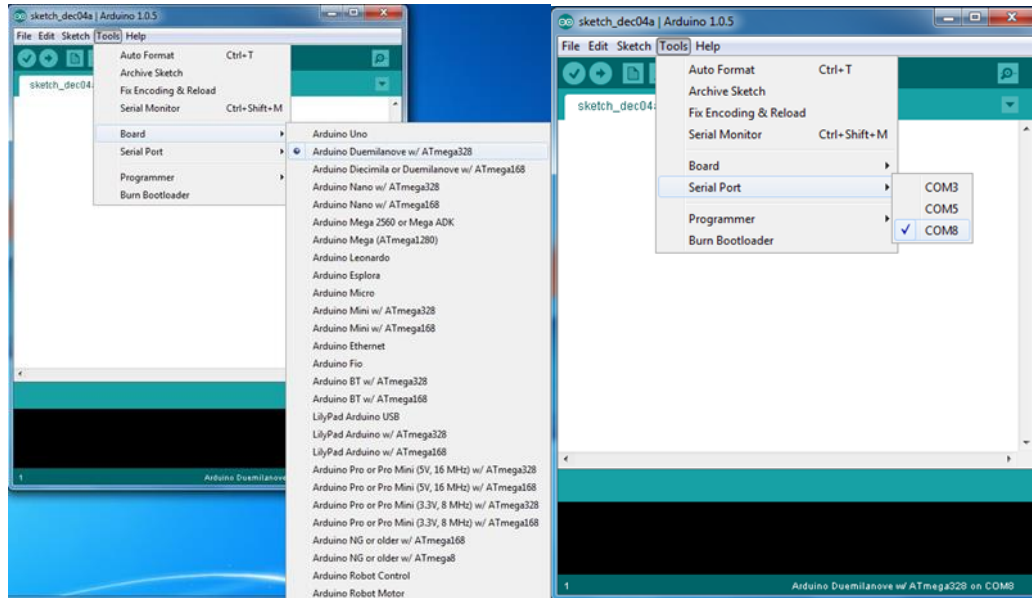 sketch_dec04a | Arduino 1.0.5
File Edit Sketch Tools Help
sketch_dec04
Auto Format Ctrl+T
Archive Sketch
Fix Encoding & Reload
Serial Monitor Ctrl+Shift+M
Board
Serial Port
Programmer
Burn Bootloader
Arduino Uno
Arduino Duemilanove w/ ATmega328
Arduino Diecimila or Duemilanove w/ ATmega168
Arduino Nano w/ ATmega328
Arduino Nano w/ ATmega168
Arduino Mega 2560 or Mega ADK
Arduino Mega (ATmega1280)
Arduino Leonardo
Arduino Esplora
Arduino Micro
Arduino Mini w/ ATmega328
Arduino Mini w/ ATmega168
Arduino Ethernet
Arduino Fio
Arduino BT w/ ATmega328
Arduino BT w/ ATmega168
LilyPad Arduino USB
LilyPad Arduino w/ ATmega328
LilyPad Arduino w/ ATmega168
Arduino Pro or Pro Mini (5V, 16 MHz) w/ ATmega328
Arduino Pro or Pro Mini (5V, 16 MHz) w/ ATmega168
Arduino Pro or Pro Mini (3.3V, 8 MHz) w/ ATmega328
Arduino Pro or Pro Mini (3.3V, 8 MHz) w/ ATmega168
Arduino NG or older w/ ATmega168
Arduino NG or older w/ ATmega8
Arduino Robot Control
Arduino Robot Motor
1 Arduino Duemilanove
sketch_dec04a | Arduino 1.0.5
File Edit Sketch Tools Help
sketch_dec04a
Auto Format Ctrl+T
Archive Sketch
Fix Encoding & Reload
Serial Monitor Ctrl+Shift+M
Board
Serial Port
Programmer
Burn Bootloader
COM3
COM5
COM8
1 Arduino Duemilanove w/ ATmega328 on COM8